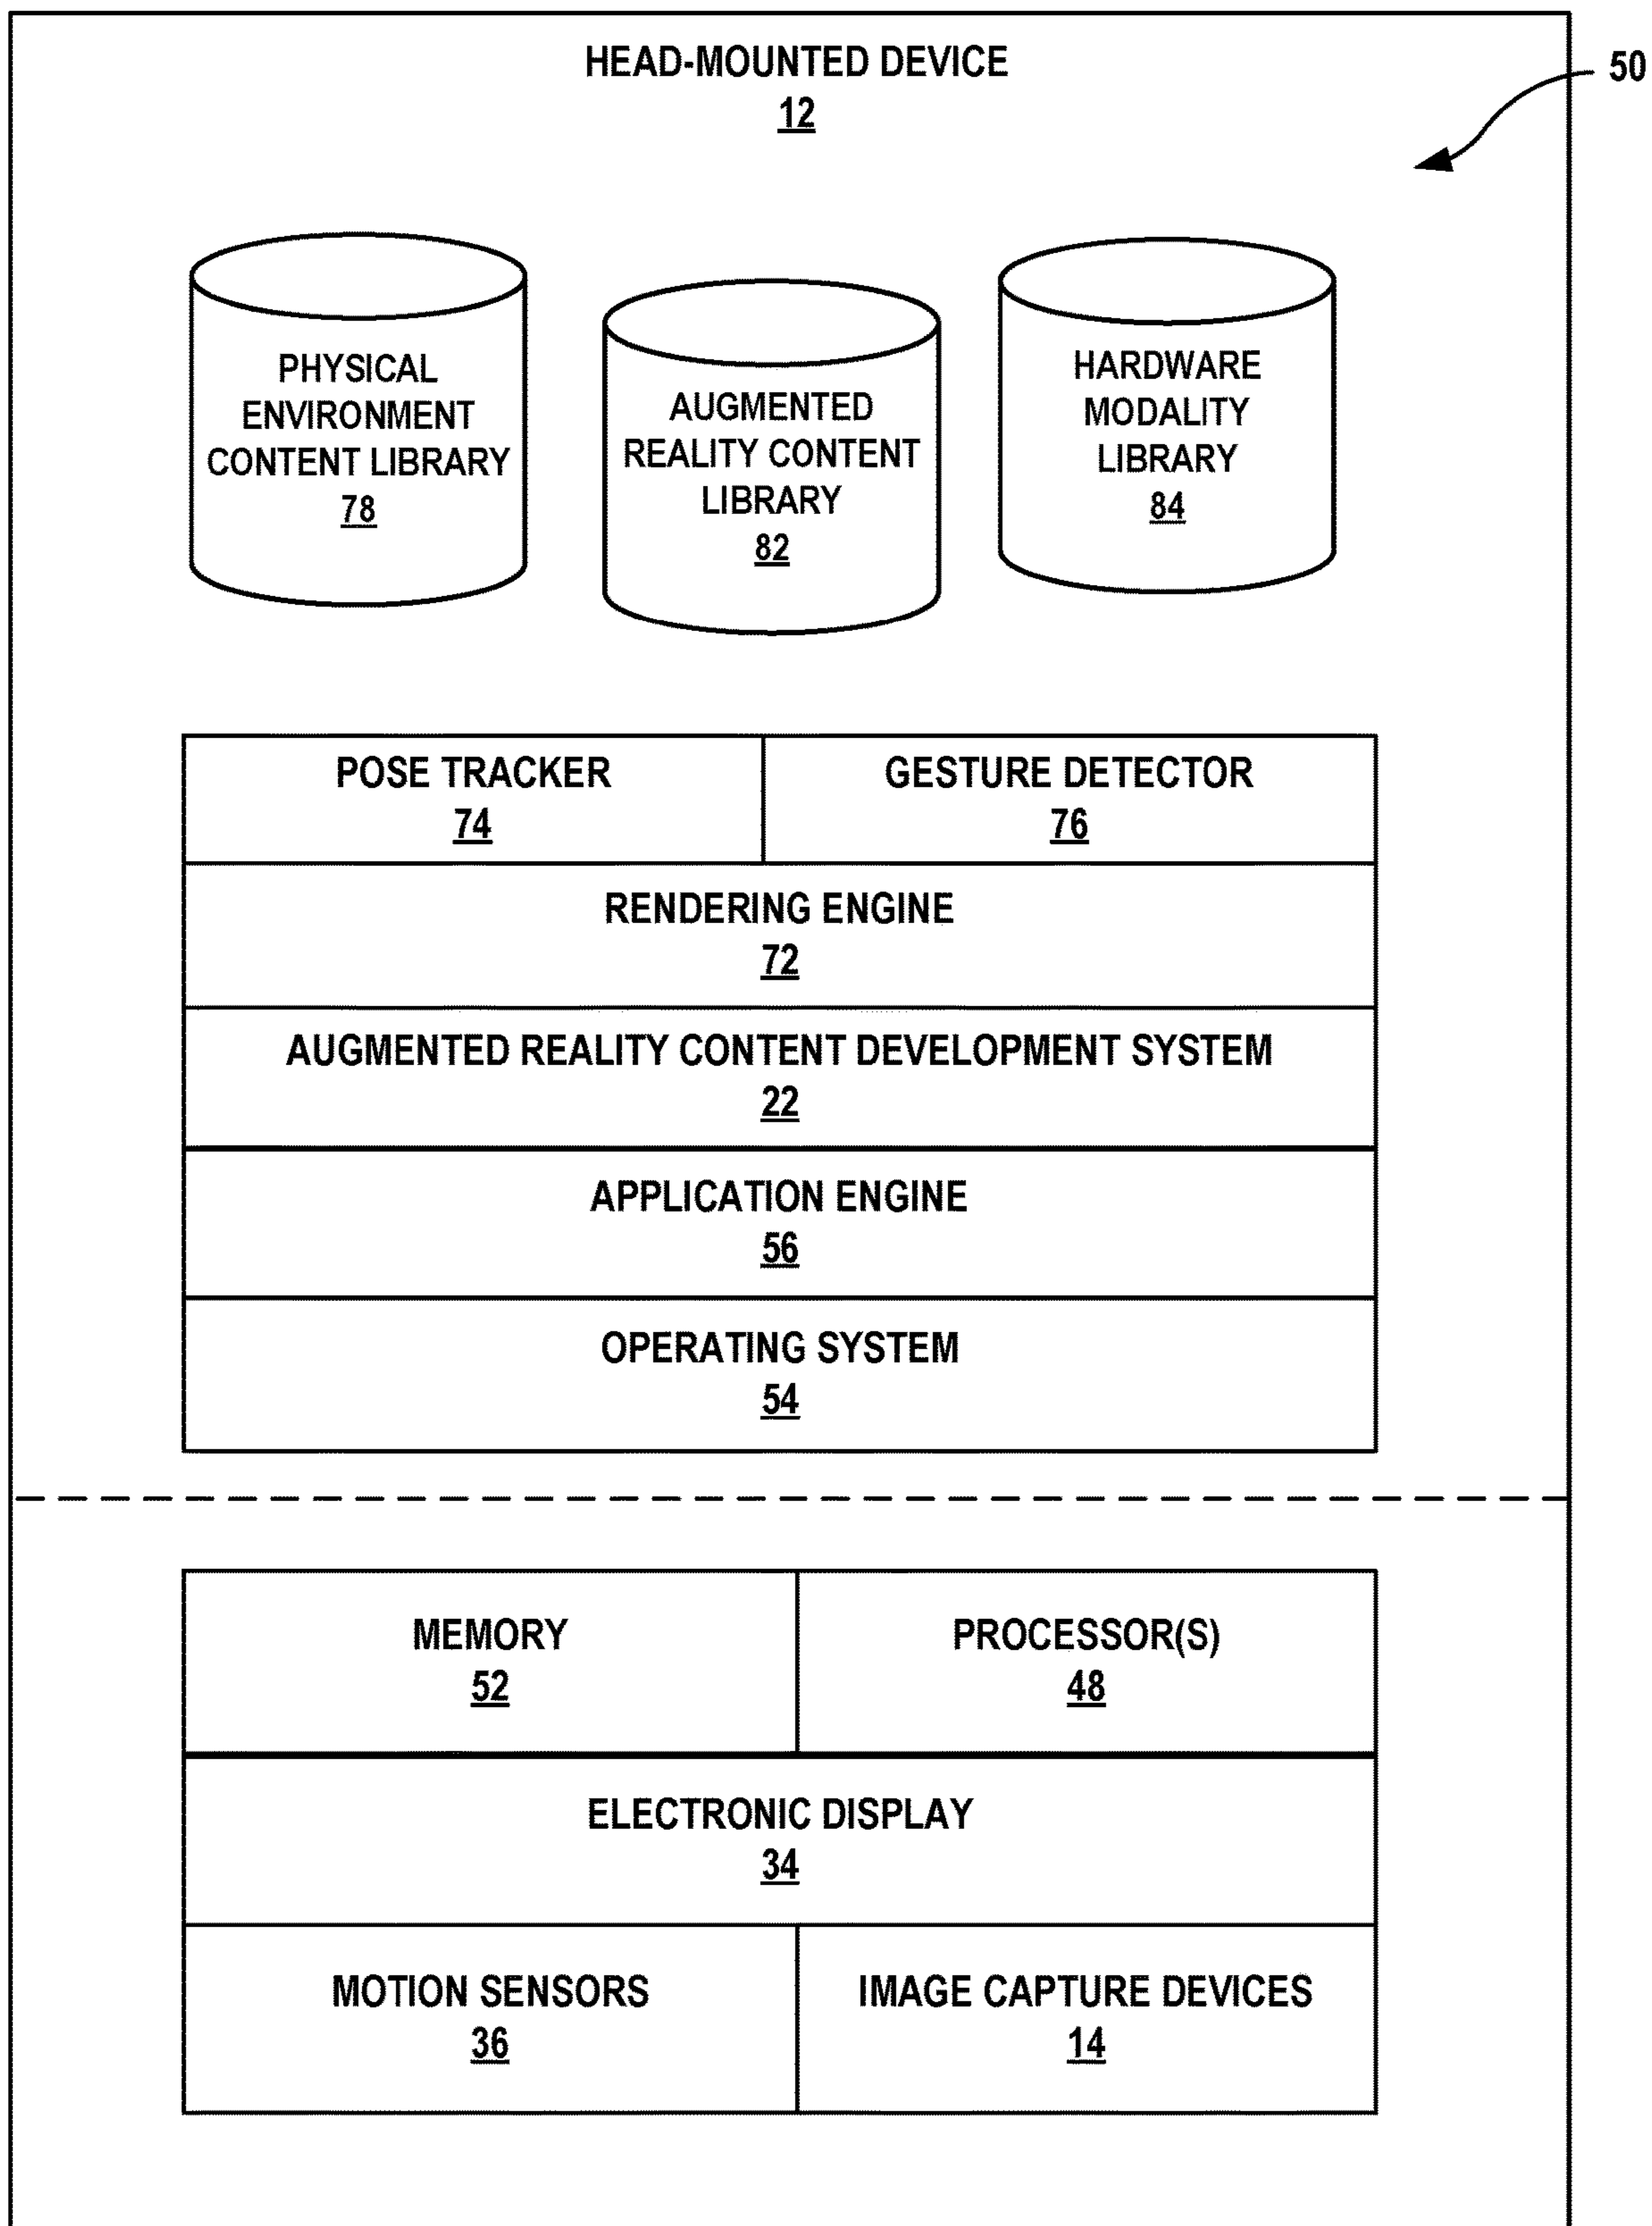 HEAD-MOUNTED DEVICE
12
50
PHYSICAL
ENVIRONMENT
CONTENT LIBRARY
78
AUGMENTED
REALITY CONTENT
LIBRARY
82
HARDWARE
MODALITY
LIBRARY
84
POSE TRACKER
74
GESTURE DETECTOR
76
RENDERING ENGINE
72
AUGMENTED REALITY CONTENT DEVELOPMENT SYSTEM
22
APPLICATION ENGINE
56
OPERATING SYSTEM
54
MEMORY
52
PROCESSOR(S)
48
ELECTRONIC DISPLAY
34
MOTION SENSORS
36
IMAGE CAPTURE DEVICES
14